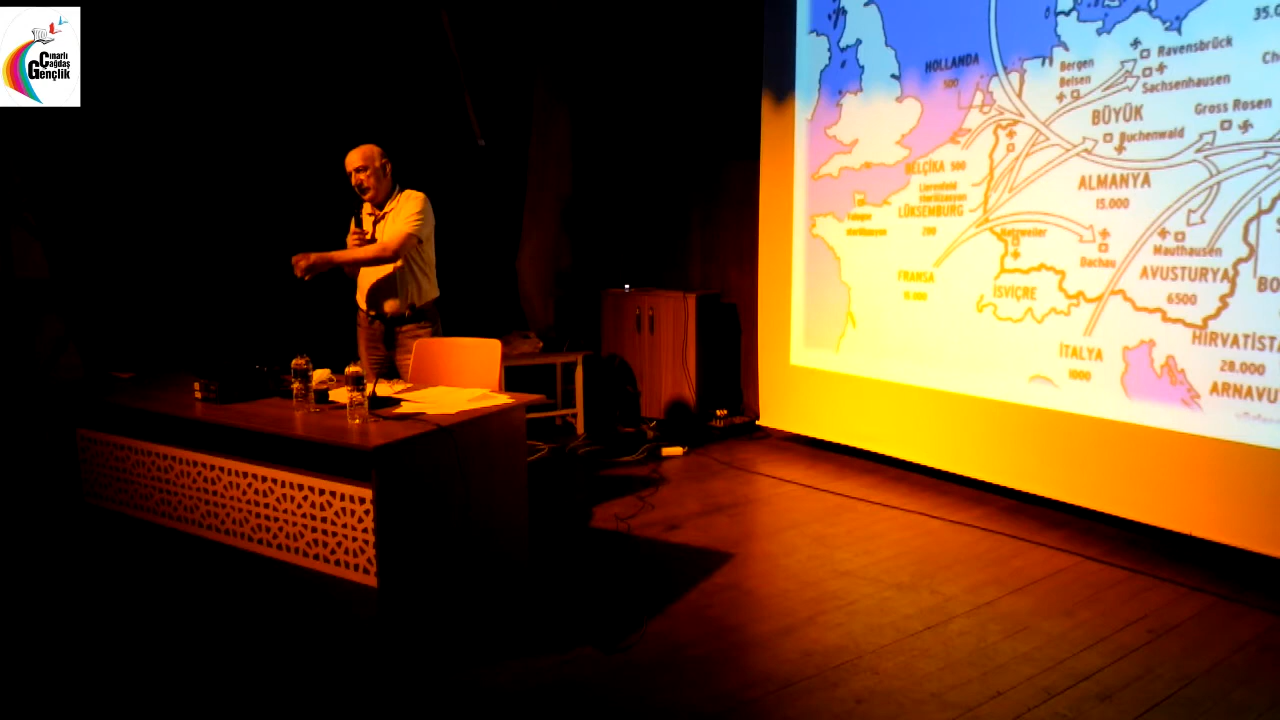 Çınarlı
Çağdaş
Gençlik
35.0
Ravensbrück
HOLLANDA
500
Bergen
Belsen
Sachsenhausen
Gross Rosen
BÜYÜK
Buchenwald
BELÇİKA 500
ALMANYA
15.000
LÜKSEMBURG
200
Natzweiler
Mauthausen
Dachau
FRANSA
AVUSTURYA
6500
İSVİÇRE
BO
HIRVATİSTA
28.000
İTALYA
1000
ARNAVU